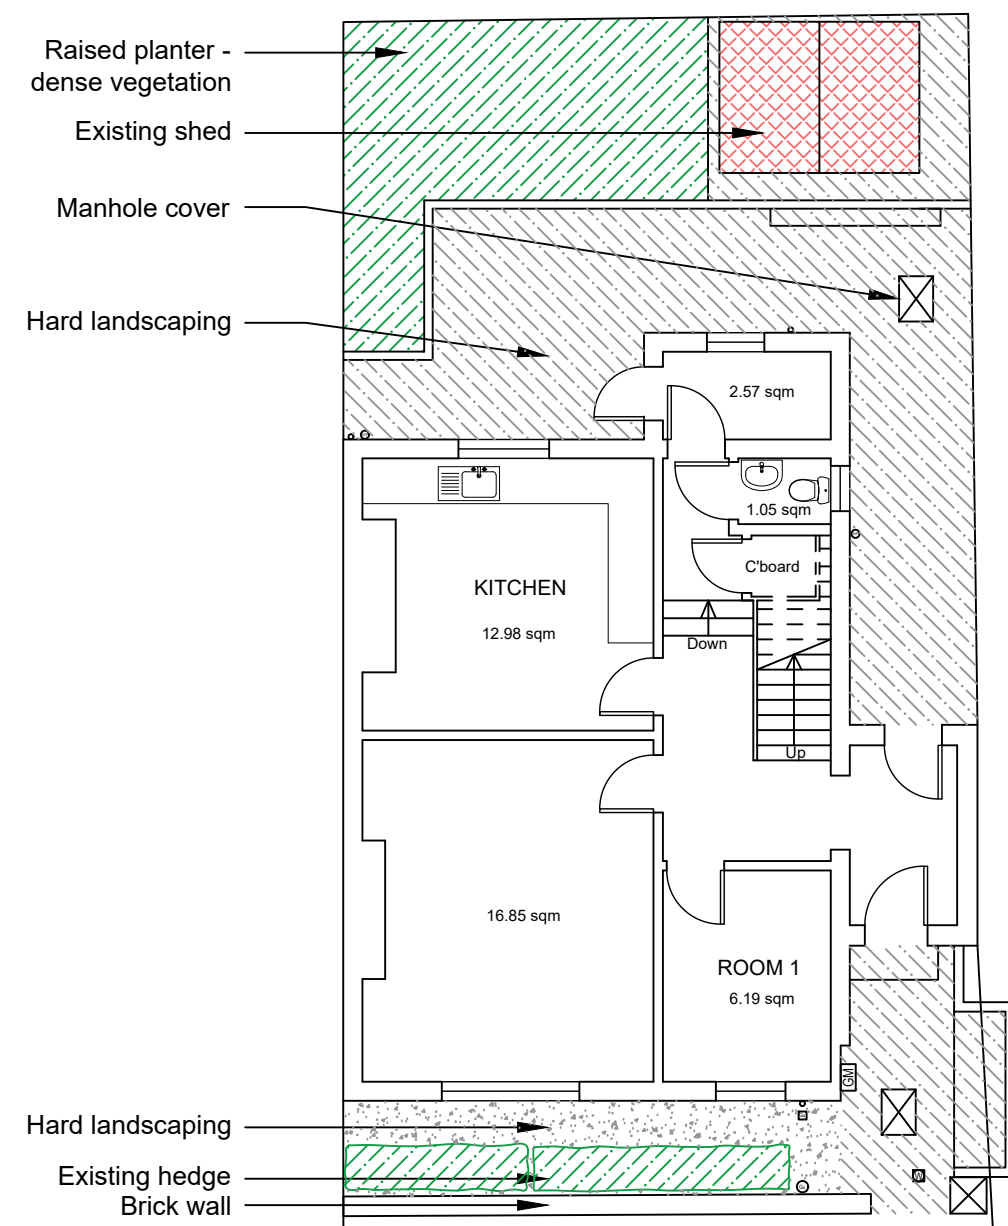 Raised planter -
dense vegetation
Existing shed
Manhole cover
Hard landscaping
2.57 sqm
1.05 sqm
C'board
KITCHEN
12.98 sqm
Down
Up
16.85 sqm
ROOM 1
6.19 sqm
GM
Hard landscaping
Existing hedge
Brick wall